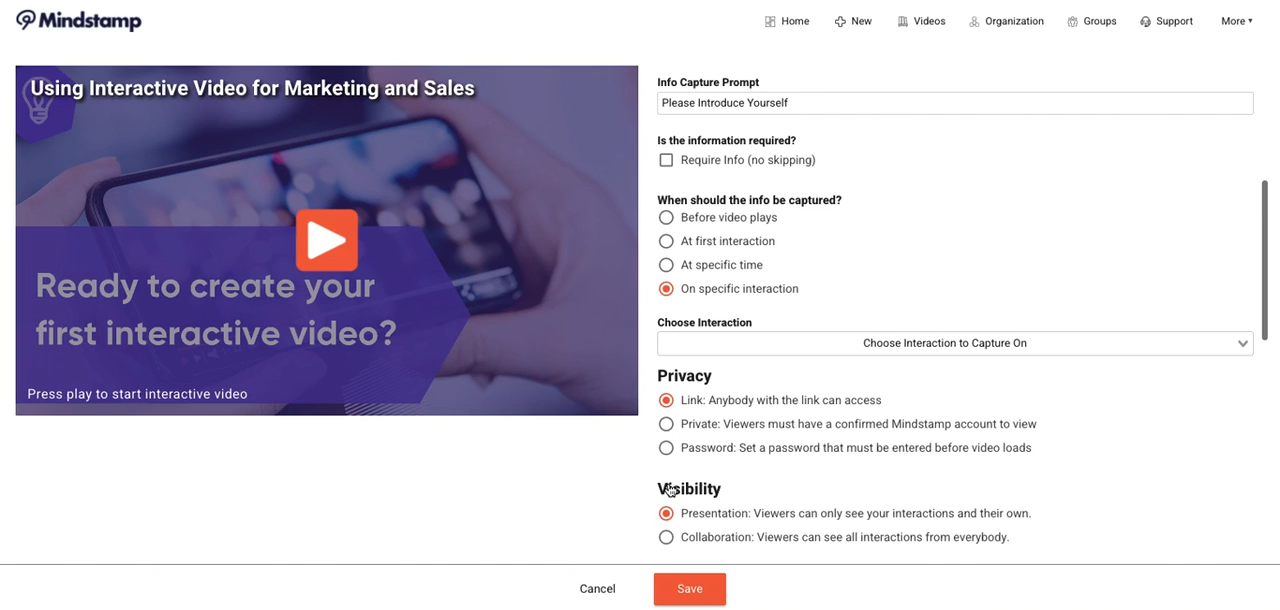 Mindstamp
Home
New
Videos
Organization
Groups
Support
More
Using Interactive Video for Marketing and Sales
Ready to create your
first interactive video?
Press play to start interactive video
Info Capture Prompt
Please Introduce Yourself
Is the information required?
Require Info (no skipping)
When should the info be captured?
Before video plays
At first interaction
At specific time
On specific interaction
Choose Interaction
Choose Interaction to Capture On
Privacy
Link: Anybody with the link can access
Private: Viewers must have a confirmed Mindstamp account to view
Password: Set a password that must be entered before video loads
Visibility
Presentation: Viewers can only see your interactions and their own.
Collaboration: Viewers can see all interactions from everybody.
Cancel
Save